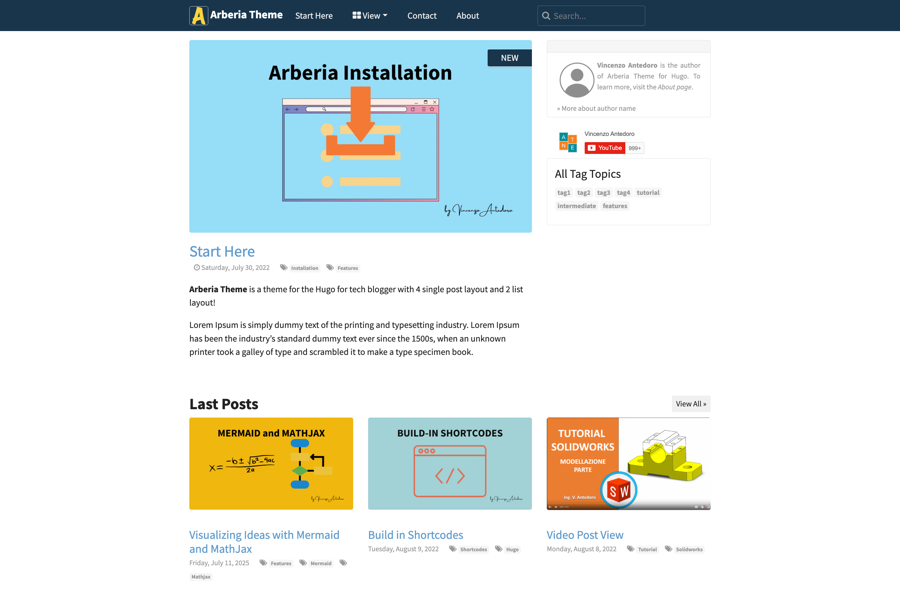 Arberia Theme
Start Here
View
Contact
About
Search...
Arberia Installation
NEW
by Vincenzo Antedoro
Vincenzo Antedoro is the author
of Arberia Theme for Hugo. To
learn more, visit the About page.
» More about author name
Vincenzo Antedoro
A T
N E
YouTube 999+
All Tag Topics
tag1 tag2 tag3 tag4 tutorial
intermediate features
Start Here
Saturday, July 30, 2022 Installation Features
Arberia Theme is a theme for the Hugo for tech blogger with 4 single post layout and 2 list
layout!
Lorem Ipsum is simply dummy text of the printing and typesetting industry. Lorem Ipsum
has been the industry's standard dummy text ever since the 1500s, when an unknown
printer took a galley of type and scrambled it to make a type specimen book.
Last Posts
View All »
MERMAID and MATHJAX
x = -b ± √b²-4ac
2a
by Vincenzo Antedoro
BUILD-IN SHORTCODES
</>
by Vincenzo Antedoro
TUTORIAL
SOLIDWORKS
MODELLAZIONE
PARTE
S W
Ing. V. Antedoro
Visualizing Ideas with Mermaid
and MathJax
Friday, July 11, 2025 Features Mermaid
Mathjax
Build in Shortcodes
Tuesday, August 9, 2022 Shortcodes Hugo
Video Post View
Monday, August 8, 2022 Tutorial Solidworks